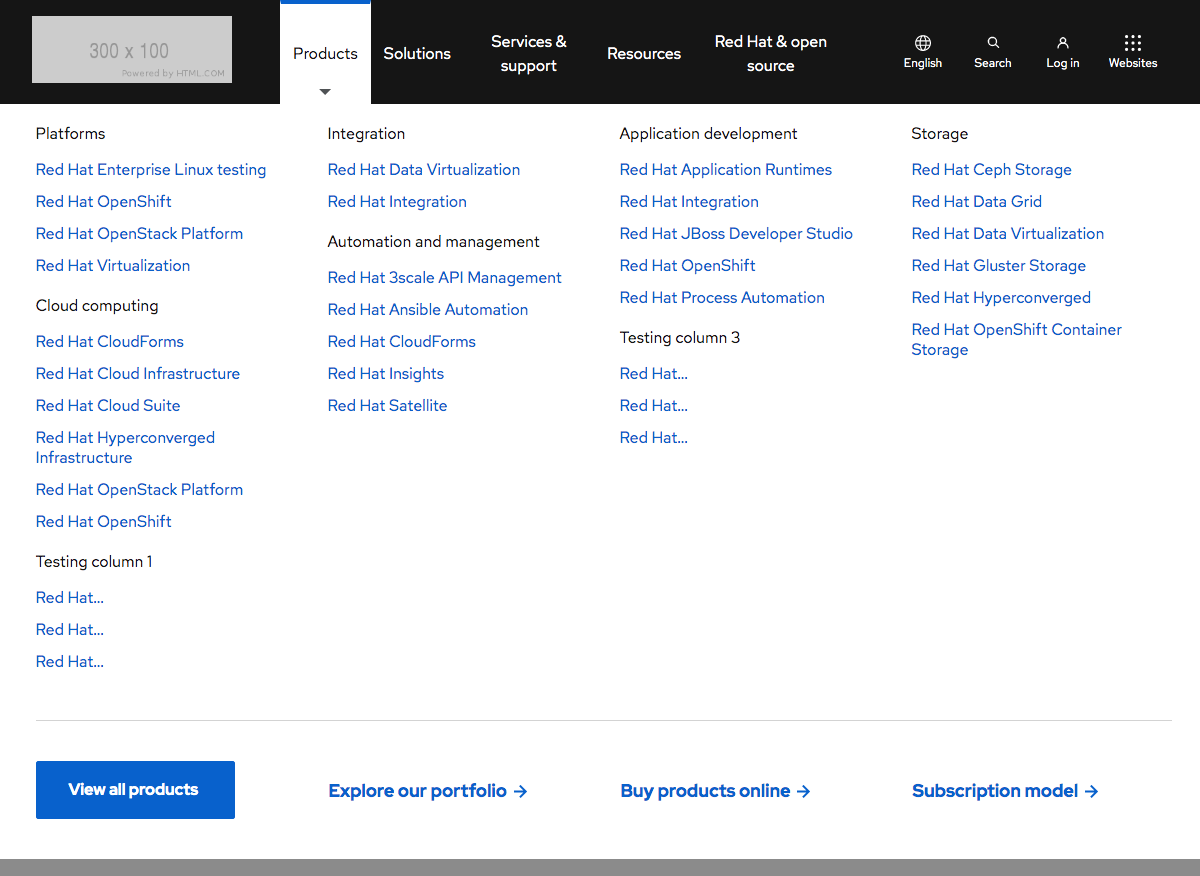 300 x 100
Powered by HTML.COM
Products
Solutions
Services &
support
Resources
Red Hat & open
source
English
Search
Log in
Websites
Platforms
Red Hat Enterprise Linux testing
Red Hat OpenShift
Red Hat OpenStack Platform
Red Hat Virtualization
Cloud computing
Red Hat CloudForms
Red Hat Cloud Infrastructure
Red Hat Cloud Suite
Red Hat Hyperconverged
Infrastructure
Red Hat OpenStack Platform
Red Hat OpenShift
Testing column 1
Red Hat...
Red Hat...
Red Hat...
Integration
Red Hat Data Virtualization
Red Hat Integration
Automation and management
Red Hat 3scale API Management
Red Hat Ansible Automation
Red Hat CloudForms
Red Hat Insights
Red Hat Satellite
Application development
Red Hat Application Runtimes
Red Hat Integration
Red Hat JBoss Developer Studio
Red Hat OpenShift
Red Hat Process Automation
Testing column 3
Red Hat...
Red Hat...
Red Hat...
Storage
Red Hat Ceph Storage
Red Hat Data Grid
Red Hat Data Virtualization
Red Hat Gluster Storage
Red Hat Hyperconverged
Red Hat OpenShift Container
Storage
View all products
Explore our portfolio →
Buy products online →
Subscription model →